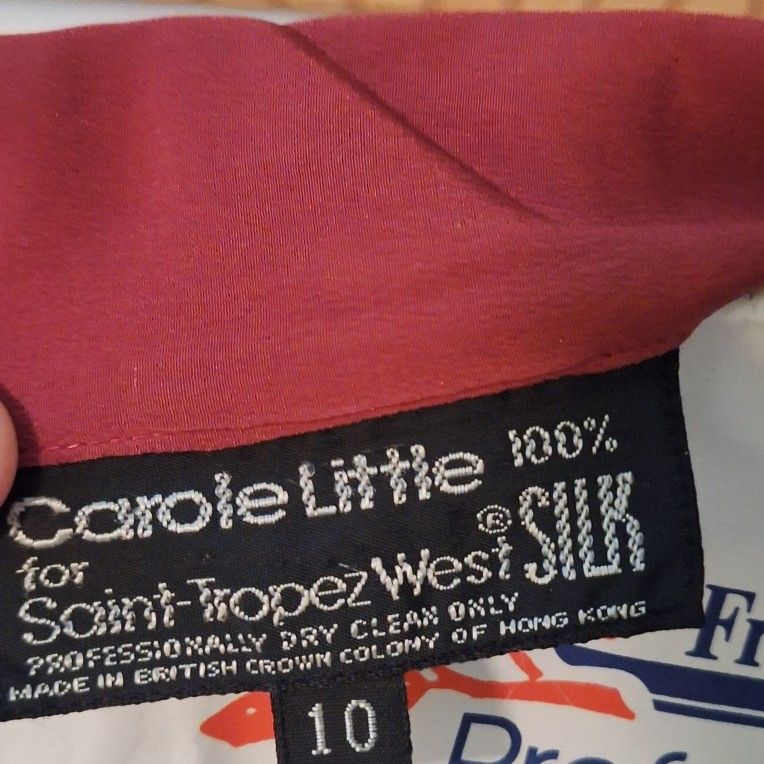 Carole Little 100%
for
Saint-Tropez West® SILK
PROFESSIONALLY DRY CLEAN ONLY
MADE IN BRITISH CROWN COLONY OF HONG KONG
10